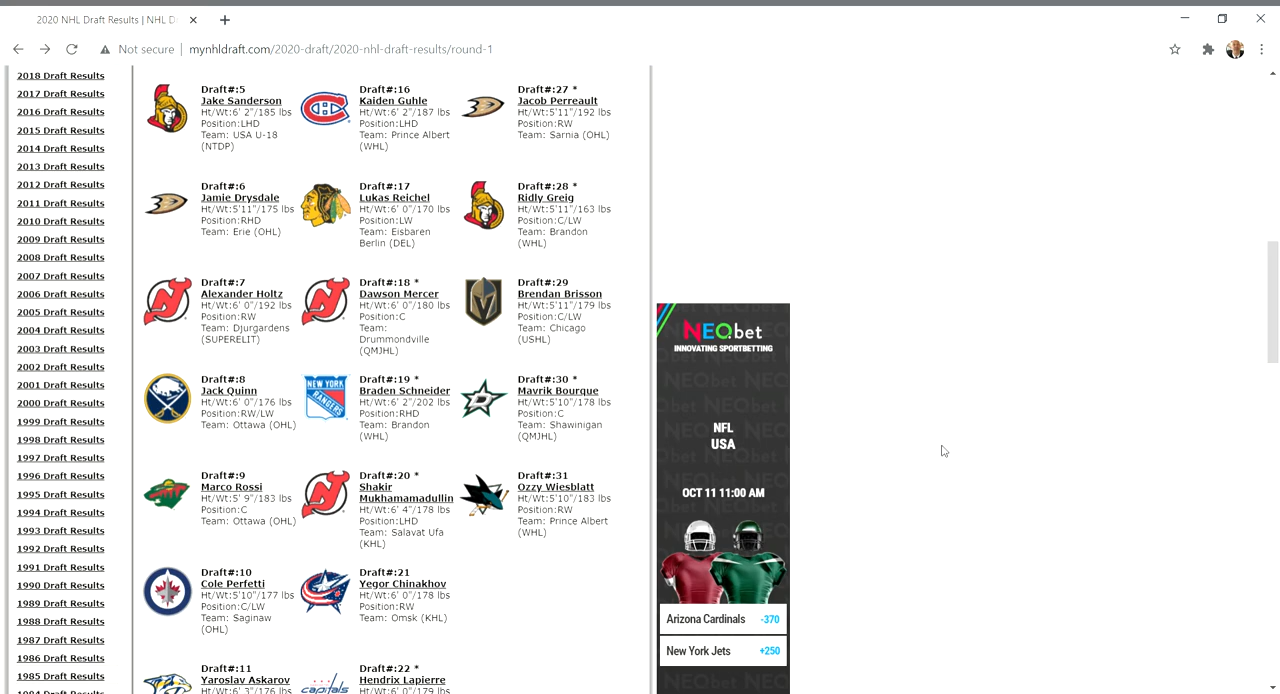 2020 NHL Draft Results | NHL D
Not secure | mynhldraft.com/2020-draft/2020-nhl-draft-results/round-1
2018 Draft Results
2017 Draft Results
2016 Draft Results
2015 Draft Results
2014 Draft Results
2013 Draft Results
2012 Draft Results
2011 Draft Results
2010 Draft Results
2009 Draft Results
2008 Draft Results
2007 Draft Results
2006 Draft Results
2005 Draft Results
2004 Draft Results
2003 Draft Results
2002 Draft Results
2001 Draft Results
2000 Draft Results
1999 Draft Results
1998 Draft Results
1997 Draft Results
1996 Draft Results
1995 Draft Results
1994 Draft Results
1993 Draft Results
1992 Draft Results
1991 Draft Results
1990 Draft Results
1989 Draft Results
1988 Draft Results
1987 Draft Results
1986 Draft Results
1985 Draft Results
Draft#:5
Jake Sanderson
Ht/Wt:6' 2"/185 lbs
Position:LHD
Team: USA U-18
(NTDP)
Draft#:16
Kaiden Guhle
Ht/Wt:6' 2"/187 lbs
Position:LHD
Team: Prince Albert
(WHL)
Draft#:27 *
Jacob Perreault
Ht/Wt:5'11"/192 lbs
Position:RW
Team: Sarnia (OHL)
Draft#:6
Jamie Drysdale
Ht/Wt:5'11"/175 lbs
Position:RHD
Team: Erie (OHL)
Draft#:17
Lukas Reichel
Ht/Wt:6' 0"/170 lbs
Position:LW
Team: Eisbaren
Berlin (DEL)
Draft#:28 *
Ridly Greig
Ht/Wt:5'11"/163 lbs
Position:C/LW
Team: Brandon
(WHL)
Draft#:7
Alexander Holtz
Ht/Wt:6' 0"/192 lbs
Position:RW
Team: Djurgardens
(SUPERELIT)
Draft#:18 *
Dawson Mercer
Ht/Wt:6' 0"/180 lbs
Position:C
Team:
Drummondville
(QMJHL)
Draft#:29
Brendan Brisson
Ht/Wt:5'11"/179 lbs
Position:C/LW
Team: Chicago
(USHL)
Draft#:8
Jack Quinn
Ht/Wt:6' 0"/176 lbs
Position:RW/LW
Team: Ottawa (OHL)
NEW YORK
RANGERS
Draft#:19 *
Braden Schneider
Ht/Wt:6' 2"/202 lbs
Position:RHD
Team: Brandon
(WHL)
Draft#:30 *
Mavrik Bourque
Ht/Wt:5'10"/178 lbs
Position:C
Team: Shawinigan
(QMJHL)
Draft#:9
Marco Rossi
Ht/Wt:5' 9"/183 lbs
Position:C
Team: Ottawa (OHL)
Draft#:20 *
Shakir
Mukhamamadullin
Ht/Wt:6' 4"/178 lbs
Position:LHD
Team: Salavat Ufa
(KHL)
Draft#:31
Ozzy Wiesblatt
Ht/Wt:5'10"/183 lbs
Position:RW
Team: Prince Albert
(WHL)
Draft#:10
Cole Perfetti
Ht/Wt:5'10"/177 lbs
Position:C/LW
Team: Saginaw
(OHL)
Draft#:21
Yegor Chinakhov
Ht/Wt:6' 0"/178 lbs
Position:RW
Team: Omsk (KHL)
Draft#:11
Yaroslav Askarov
Ht/Wt:6' 3"/176 lbs
capitals
Draft#:22 *
Hendrix Lapierre
Ht/Wt:6' 0"/179 lbs
NEO.bet
INNOVATING SPORTBETTING
NFL
USA
OCT 11 11:00 AM
Arizona Cardinals -370
New York Jets +250